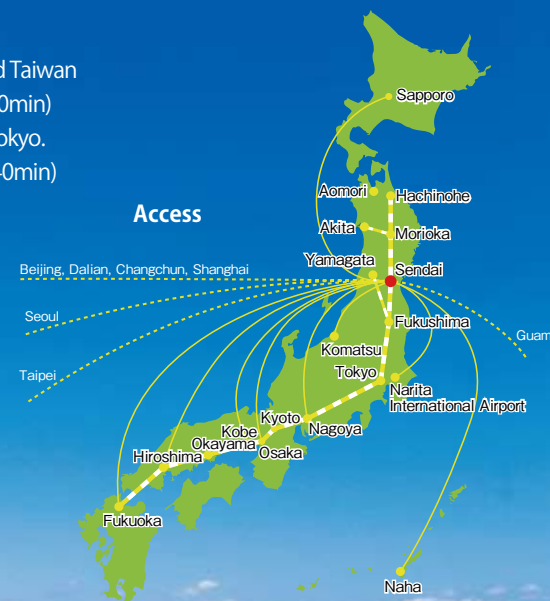 d Taiwan
0min)
okyo.
0min)
Access
Sapporo
Aomori
Hachinohe
Akita
Morioka
Yamagata
Sendai
Beijing, Dalian, Changchun, Shanghai
Seoul
Fukushima
Guam
Komatsu
Taipei
Tokyo
Narita
International Airport
Kyoto
Kobe
Nagoya
Okayama
Osaka
Hiroshima
Fukuoka
Naha